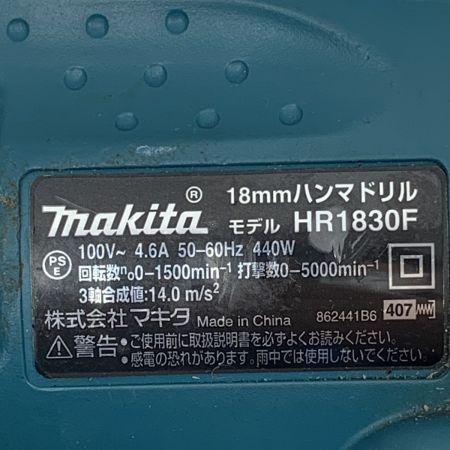 18mmハンマドリル
makita® モデル HR1830F
100V~ 4.6A 50-60Hz 440W
PSE 回転数n₀0-1500min⁻¹ 打撃数0-5000min⁻¹
3軸合成値:14.0 m/s²
株式会社マキタ Made in China 862441B6 407
⚠警告 •ご使用前に取扱説明書を必ずよくお読みください。
•感電の恐れがあります。雨中では使用しないでください。